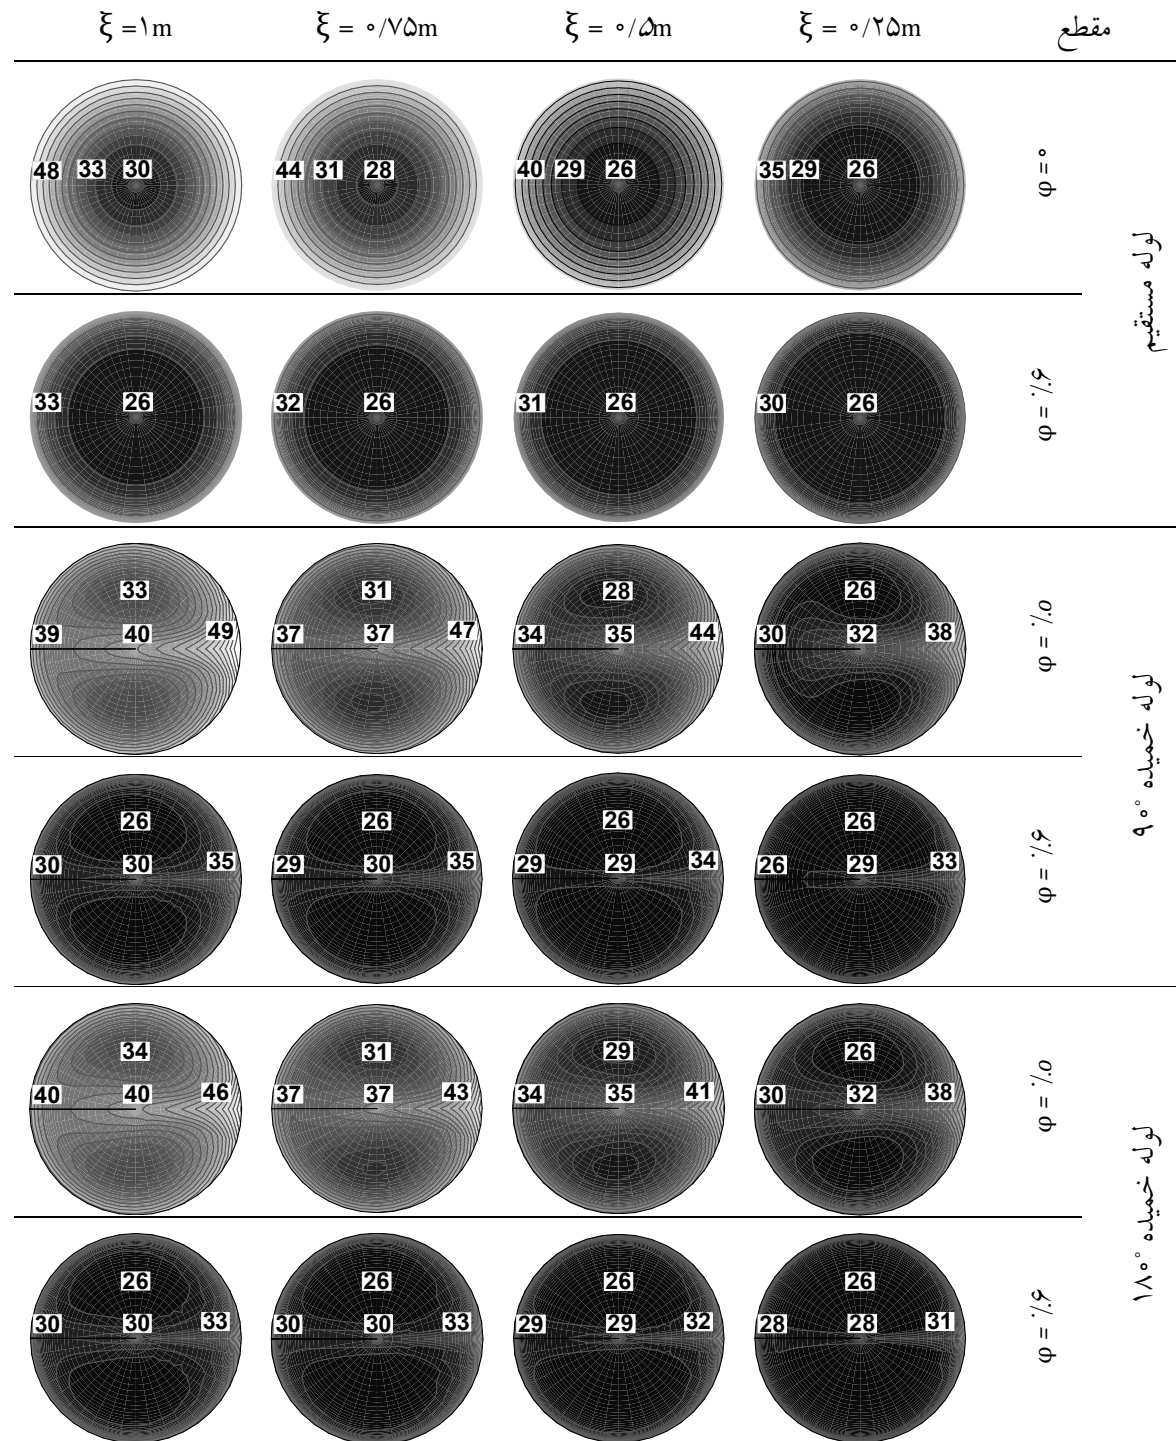 مقطع ξ = ۰/۲۵m ξ = ۰/۵m ξ = ۰/۷۵m ξ =۱m
لوله مستقیم
φ = ۰
26 29 35
26 29 40
28 31 44
30 33 48
φ = ٪۶
26 30
26 31
26 32
26 33
لوله خمیده ۹۰°
φ = ٪۰
26
30 32 38
28
34 35 44
31
37 37 47
33
39 40 49
φ = ٪۶
26
26 29 33
26
29 29 34
26
29 30 35
26
30 30 35
لوله خمیده ۱۸۰°
φ = ٪۰
26
30 32 38
29
34 35 41
31
37 37 43
34
40 40 46
φ = ٪۶
26
28 28 31
26
29 29 32
26
30 30 33
26
30 30 33